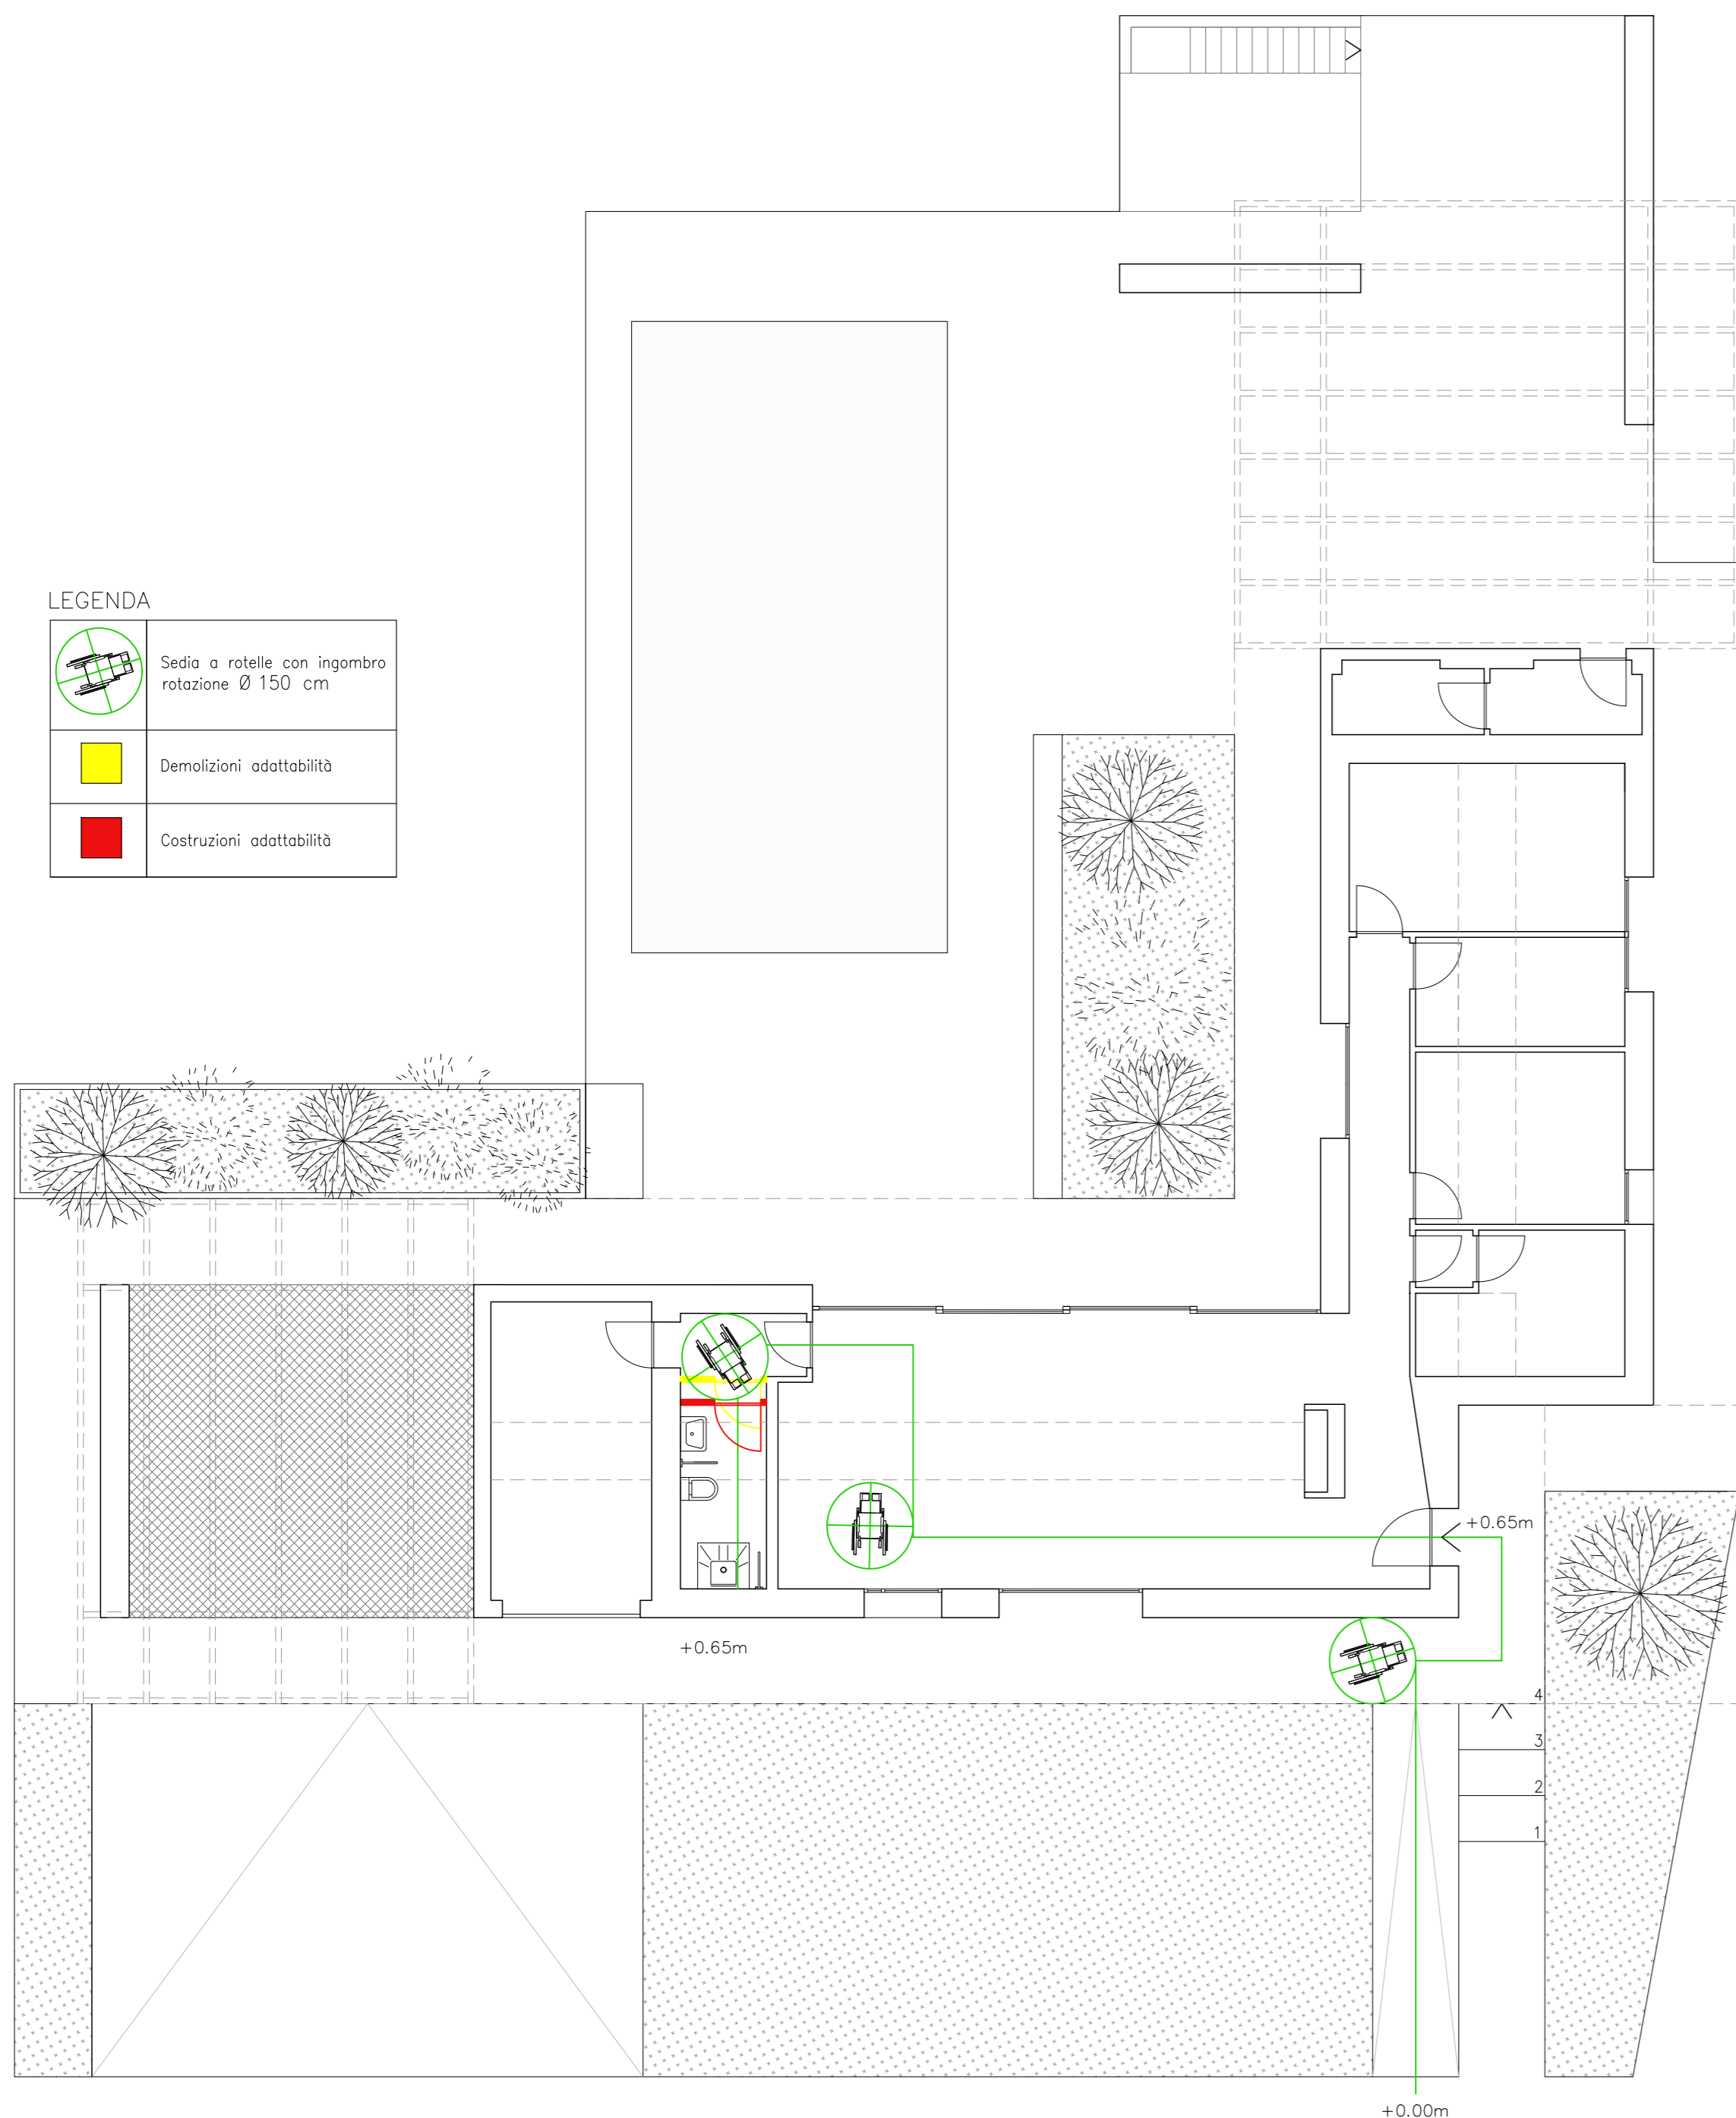 LEGENDA
Sedia a rotelle con ingombro
rotazione Ø 150 cm
Demolizioni adattabilità
Costruzioni adattabilità
+0.65m
+0.65m
4
3
2
1
+0.00m